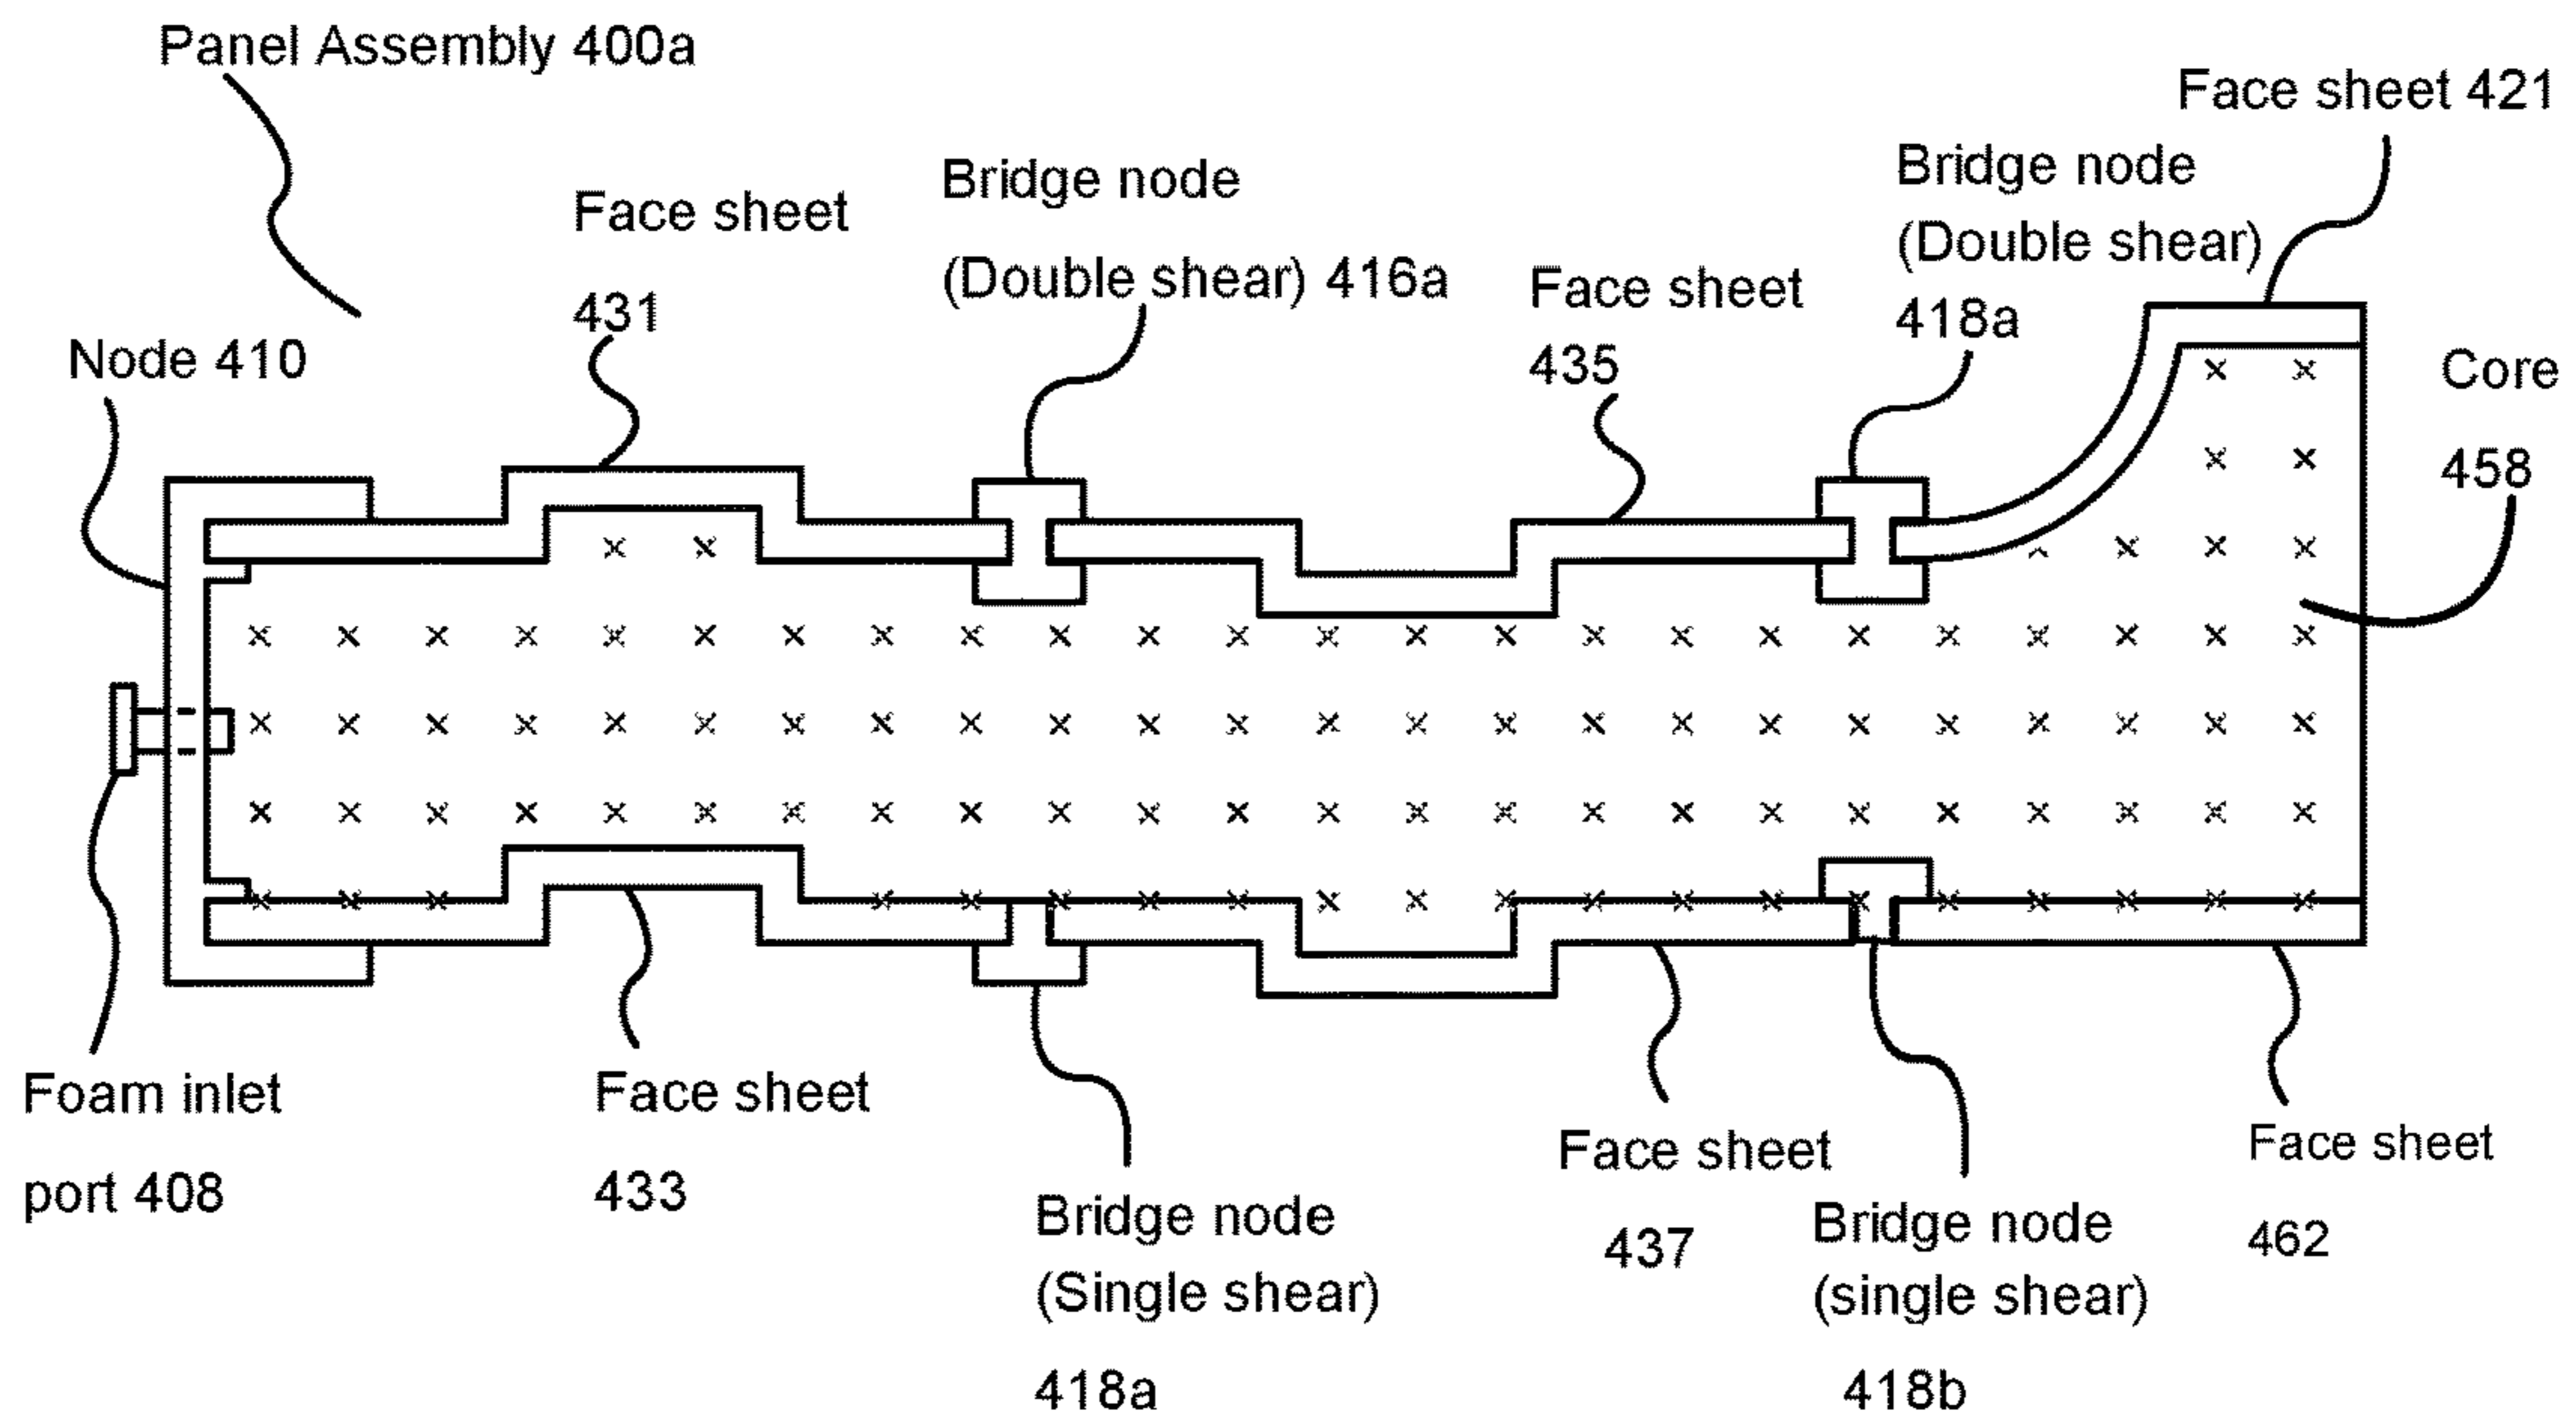 Panel Assembly 400a
Face sheet 421
Bridge node
(Double shear)
418a
Bridge node
(Double shear) 416a
Face sheet
431
Face sheet
435
Node 410
Core
458
Foam inlet
port 408
Face sheet
433
Bridge node
(Single shear)
418a
Face sheet
437
Bridge node
(single shear)
418b
Face sheet
462